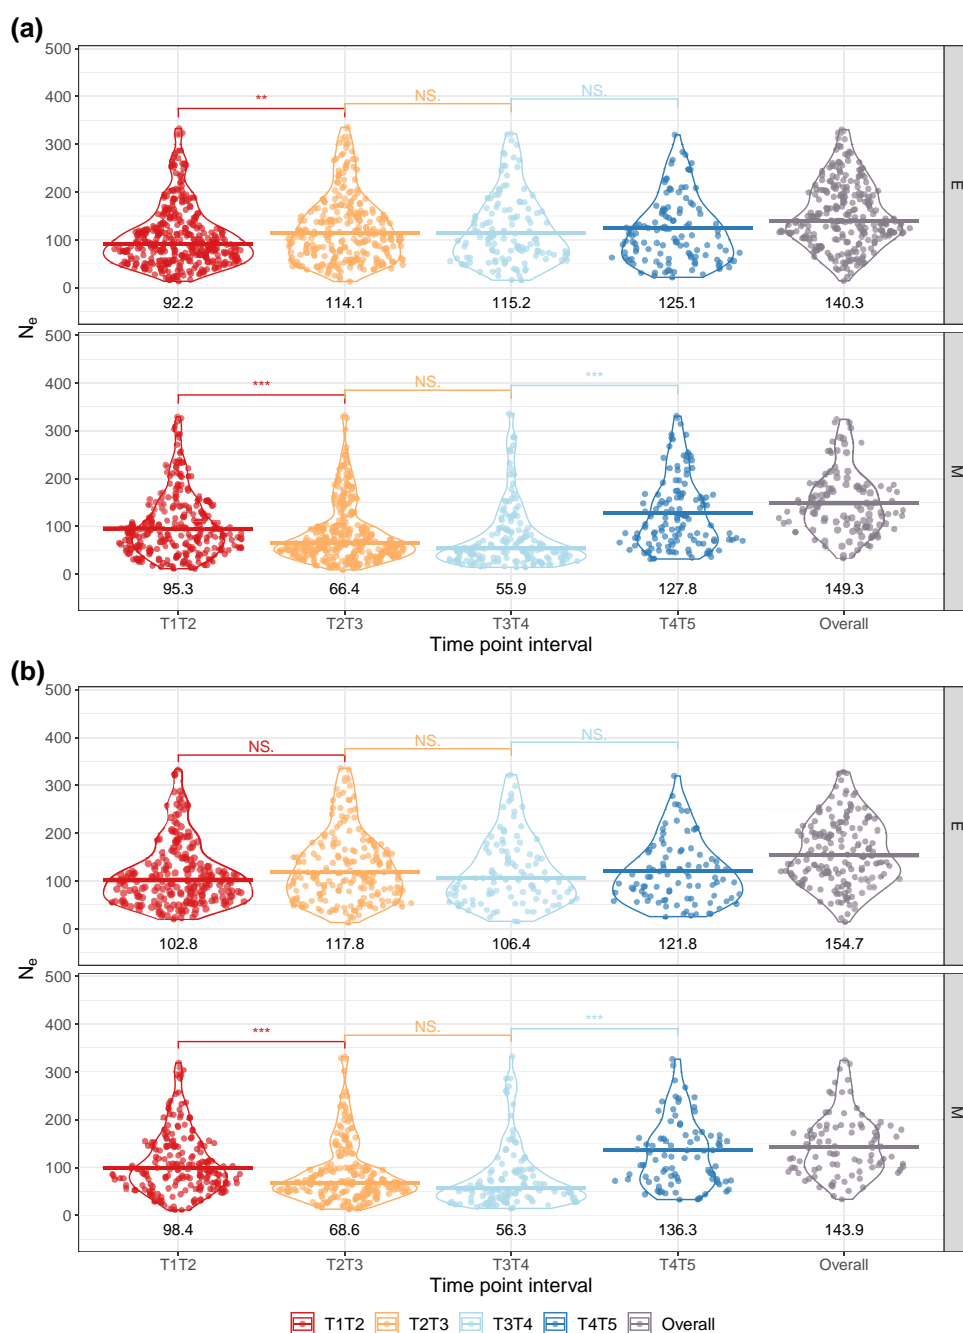 (a)
500
400
300
200
100
0
** NS. NS.
92.2 114.1 115.2 125.1 140.3
E
Ne
500
400
300
200
100
0
*** NS. ***
95.3 66.4 55.9 127.8 149.3
M
T1T2 T2T3 T3T4 T4T5 Overall
Time point interval
(b)
500
400
300
200
100
0
NS. NS. NS.
102.8 117.8 106.4 121.8 154.7
E
Ne
500
400
300
200
100
0
*** NS. ***
98.4 68.6 56.3 136.3 143.9
M
T1T2 T2T3 T3T4 T4T5 Overall
Time point interval
T1T2 T2T3 T3T4 T4T5 Overall